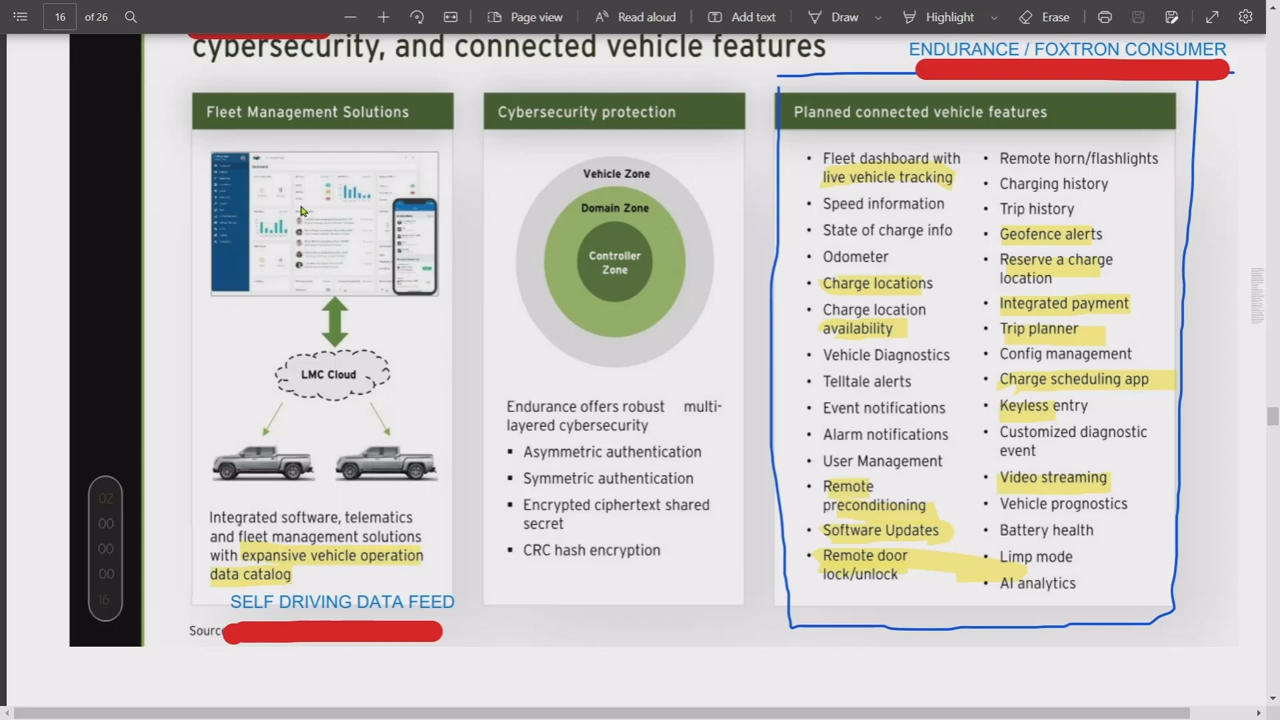 16
of 26
Page view
Read aloud
Add text
Draw
Highlight
Erase
cybersecurity, and connected vehicle features
ENDURANCE / FOXTRON CONSUMER
Fleet Management Solutions
LMC Cloud
Integrated software, telematics
and fleet management solutions
with expansive vehicle operation
data catalog
SELF DRIVING DATA FEED
Cybersecurity protection
Vehicle Zone
Domain Zone
Controller
Zone
Endurance offers robust multi-
layered cybersecurity
▪ Asymmetric authentication
▪ Symmetric authentication
▪ Encrypted ciphertext shared
secret
▪ CRC hash encryption
Planned connected vehicle features
• Fleet dashboard with
live vehicle tracking
• Speed information
• State of charge info
• Odometer
• Charge locations
• Charge location
availability
• Vehicle Diagnostics
• Telltale alerts
• Event notifications
• Alarm notifications
• User Management
• Remote
preconditioning
• Software Updates
• Remote door
lock/unlock
• Remote horn/flashlights
• Charging history
• Trip history
• Geofence alerts
• Reserve a charge
location
• Integrated payment
• Trip planner
• Config management
• Charge scheduling app
• Keyless entry
• Customized diagnostic
event
• Video streaming
• Vehicle prognostics
• Battery health
• Limp mode
• AI analytics
02
00
00
00
16